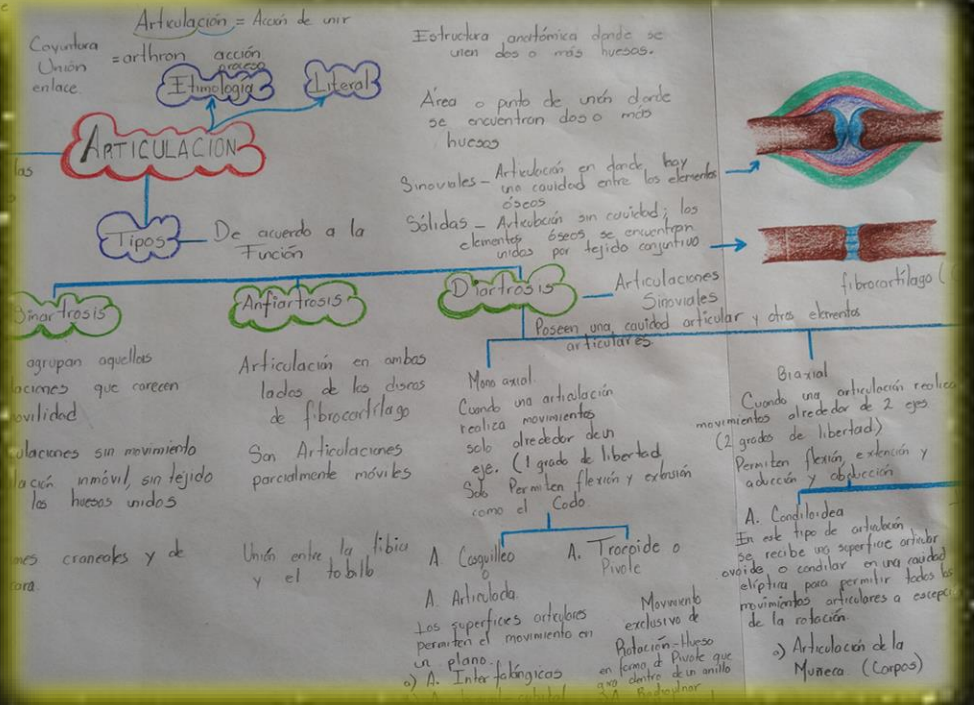 Articulación = Acción de unir
Coyuntura
Unión
enlace.
= arthron acción
proceso
Etimología
Literal
ARTICULACIÓN
las
Estructura anatómica donde se
unen dos o más huesos.
Área o punto de unión donde
se encuentran dos o más
huesos
Sinoviales - Articulación en donde hay
una cavidad entre los elementos
óseos
Sólidas - Articulación sin cavidad; los
elementos óseos se encuentran
unidos por tejido conjuntivo
fibrocartílago (
Tipos
De acuerdo a la
Función
Sinartrosis
Anfiartrosis
Diartrosis
Articulaciones
Sinoviales
Poseen una cavidad articular y otros elementos
articulares.
agrupan aquellas
aciones que carecen
ovilidad
ulaciones sin movimiento
lación inmóvil, sin tejido
los huesos unidos
nes craneales y de
ara.
Articulación en ambos
lados de los discos
de fibrocartílago
Son Articulaciones
parcialmente móviles
Unión entre la tibia
y el tobillo
Mono axial
Cuando una articulación
realiza movimientos
solo alrededor de un
eje. (1 grado de libertad
Solo Permiten flexión y extensión
como el Codo.
A. Casquilleo
o
A. Articulada.
Los superficies articulares
permiten el movimiento en
un plano.
a) A. Interfalángicas
A. Trocoide o
Pivote
Movimiento
exclusivo de
Rotación-Hueso
en forma d Pivote que
gira dentro de un anillo
Biaxial
Cuando una articulación realiza
movimientos alrededor de 2 ejes.
(2 grados de libertad.)
Permiten flexión, extención y
aducción y abducción
A. Condiloidea
En este tipo de articulación
se recibe una superficie articular
ovoide o condilar en una cavidad
elíptica para permitir todos los
movimientos articulares a excepci
de la rotación.
a) Articulación de la
Muñeca. (Carpos)